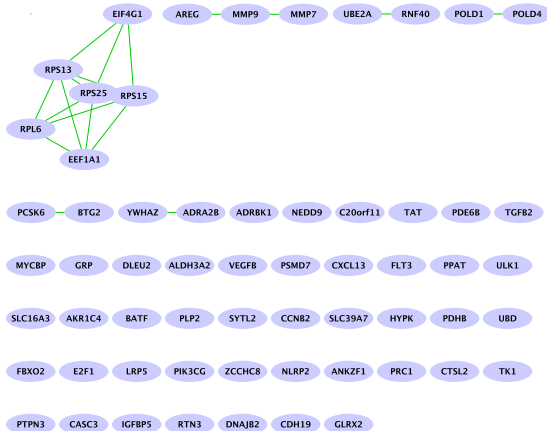 EIF4G1 AREG MMP9 MMP7 UBE2A RNF40 POLD1 POLD4
RPS13
RPS25 RPS15
RPL6
EEF1A1
PCSK6 BTG2 YWHAZ ADRA2B ADRBK1 NEDD9 C20orf11 TAT PDE6B TGFB2
MYCBP GRP DLEU2 ALDH3A2 VEGFB PSMD7 CXCL13 FLT3 PPAT ULK1
SLC16A3 AKR1C4 BATF PLP2 SYTL2 CCNB2 SLC39A7 HYPK PDHB UBD
FBXO2 E2F1 LRP5 PIK3CG ZCCHC8 NLRP2 ANKZF1 PRC1 CTSL2 TK1
PTPN3 CASC3 IGFBP5 RTN3 DNAJB2 CDH19 GLRX2